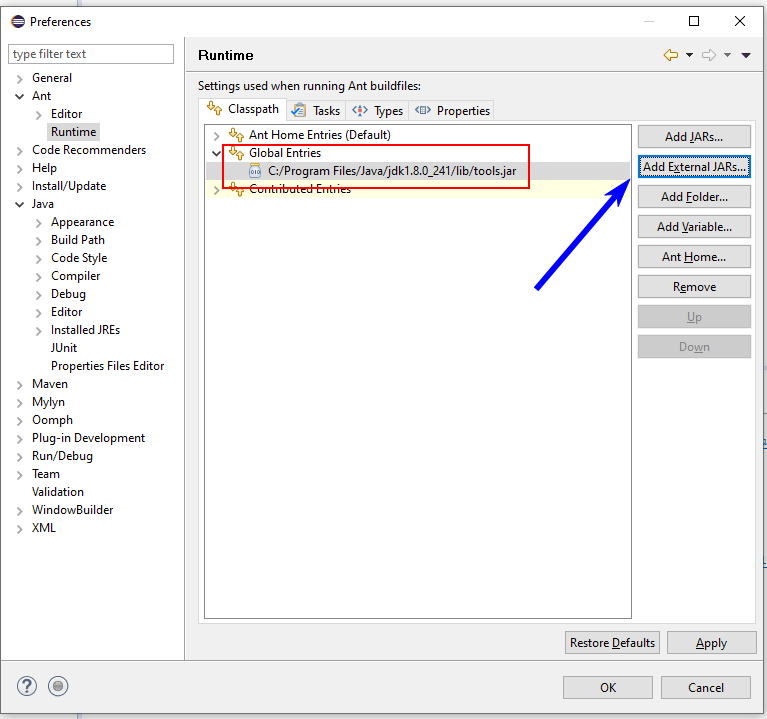 Preferences
type filter text
General
Ant
Editor
Runtime
Code Recommenders
Help
Install/Update
Java
Appearance
Build Path
Code Style
Compiler
Debug
Editor
Installed JREs
JUnit
Properties Files Editor
Maven
Mylyn
Oomph
Plug-in Development
Run/Debug
Team
Validation
WindowBuilder
XML
Runtime
Settings used when running Ant buildfiles:
Classpath Tasks Types Properties
Ant Home Entries (Default)
Global Entries
C:/Program Files/Java/jdk1.8.0_241/lib/tools.jar
Contributed Entries
Add JARs...
Add External JARs...
Add Folder...
Add Variable...
Ant Home...
Remove
Up
Down
Restore Defaults Apply
OK Cancel